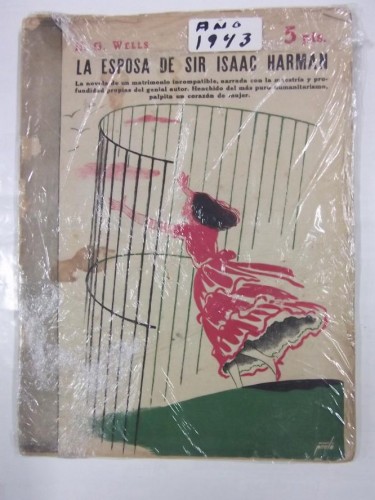 AÑO
1943
H. G. WELLS
5 Pts.
LA ESPOSA DE SIR ISAAC HARMAN
La novela de un matrimonio incompatible, narrada con la maestría y pro-
fundidad propias del genial autor. Henchido del más puro humanitarismo,
palpita un corazón de mujer.